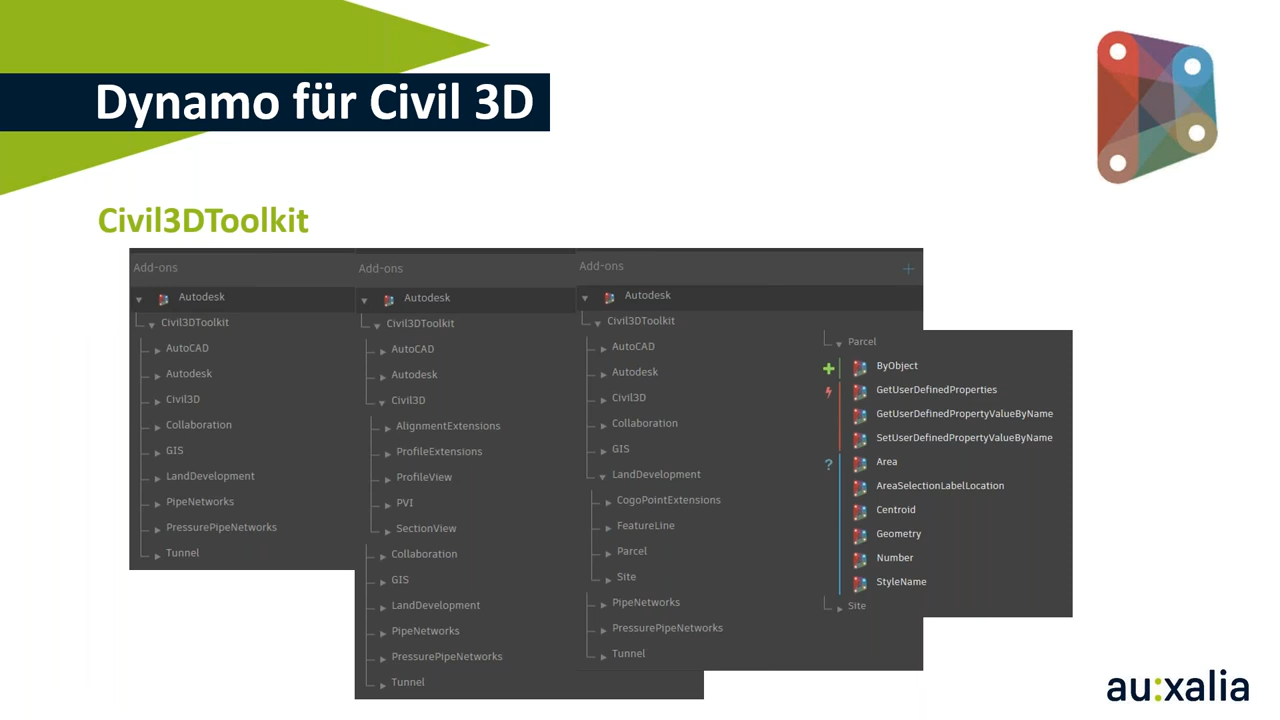 Dynamo für Civil 3D
Civil3DToolkit
Add-ons
Autodesk
Civil3DToolkit
AutoCAD
Autodesk
Civil3D
Collaboration
GIS
LandDevelopment
PipeNetworks
PressurePipeNetworks
Tunnel
Add-ons
Autodesk
Civil3DToolkit
AutoCAD
Autodesk
Civil3D
AlignmentExtensions
ProfileExtensions
ProfileView
PVI
SectionView
Collaboration
GIS
LandDevelopment
PipeNetworks
PressurePipeNetworks
Tunnel
Add-ons
Autodesk
Civil3DToolkit
AutoCAD
Autodesk
Civil3D
Collaboration
GIS
LandDevelopment
CogoPointExtensions
FeatureLine
Parcel
Site
PipeNetworks
PressurePipeNetworks
Tunnel
Parcel
ByObject
GetUserDefinedProperties
GetUserDefinedPropertyValueByName
SetUserDefinedPropertyValueByName
Area
AreaSelectionLabelLocation
Centroid
Geometry
Number
StyleName
Site
au:xalia